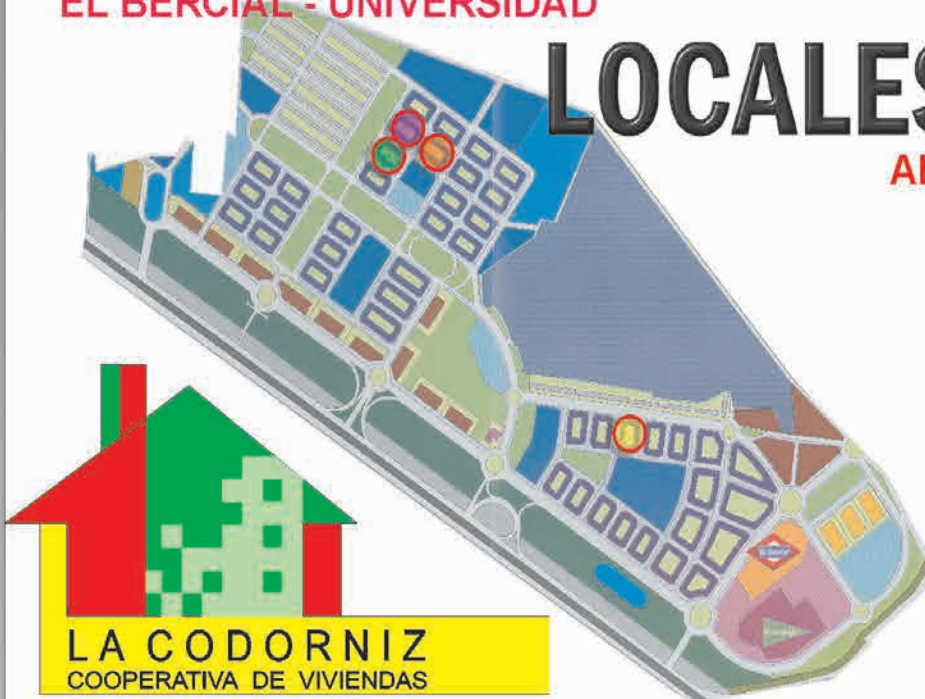 EL BERCIAL - UNIVERSIDAD
LOCALES
LA CODORNIZ
COOPERATIVA DE VIVIENDAS